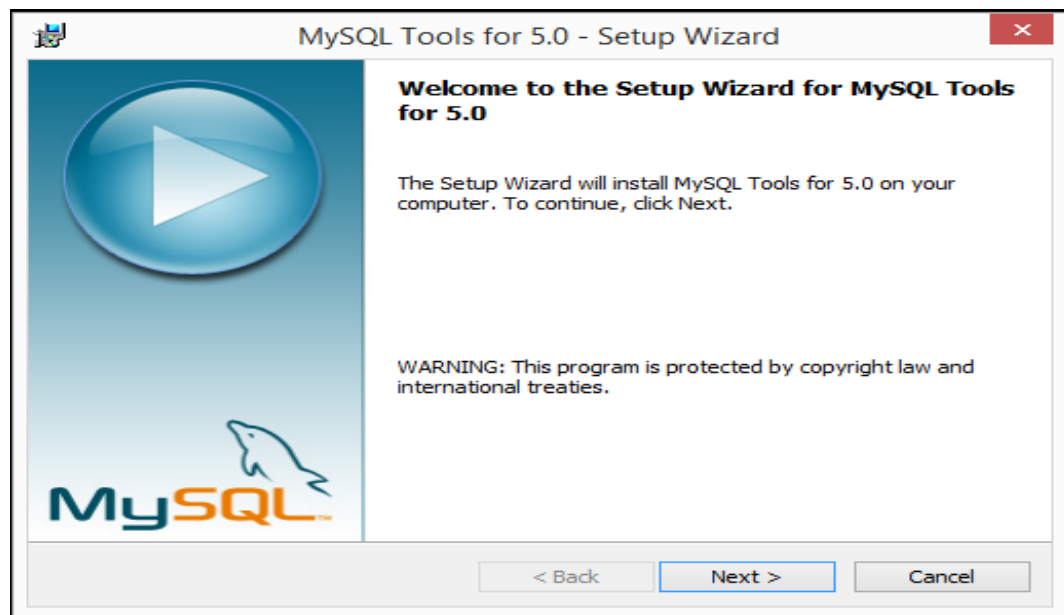 MySQL Tools for 5.0 - Setup Wizard
Welcome to the Setup Wizard for MySQL Tools
for 5.0
The Setup Wizard will install MySQL Tools for 5.0 on your
computer. To continue, click Next.
WARNING: This program is protected by copyright law and
international treaties.
MySQL™
< Back
Next >
Cancel